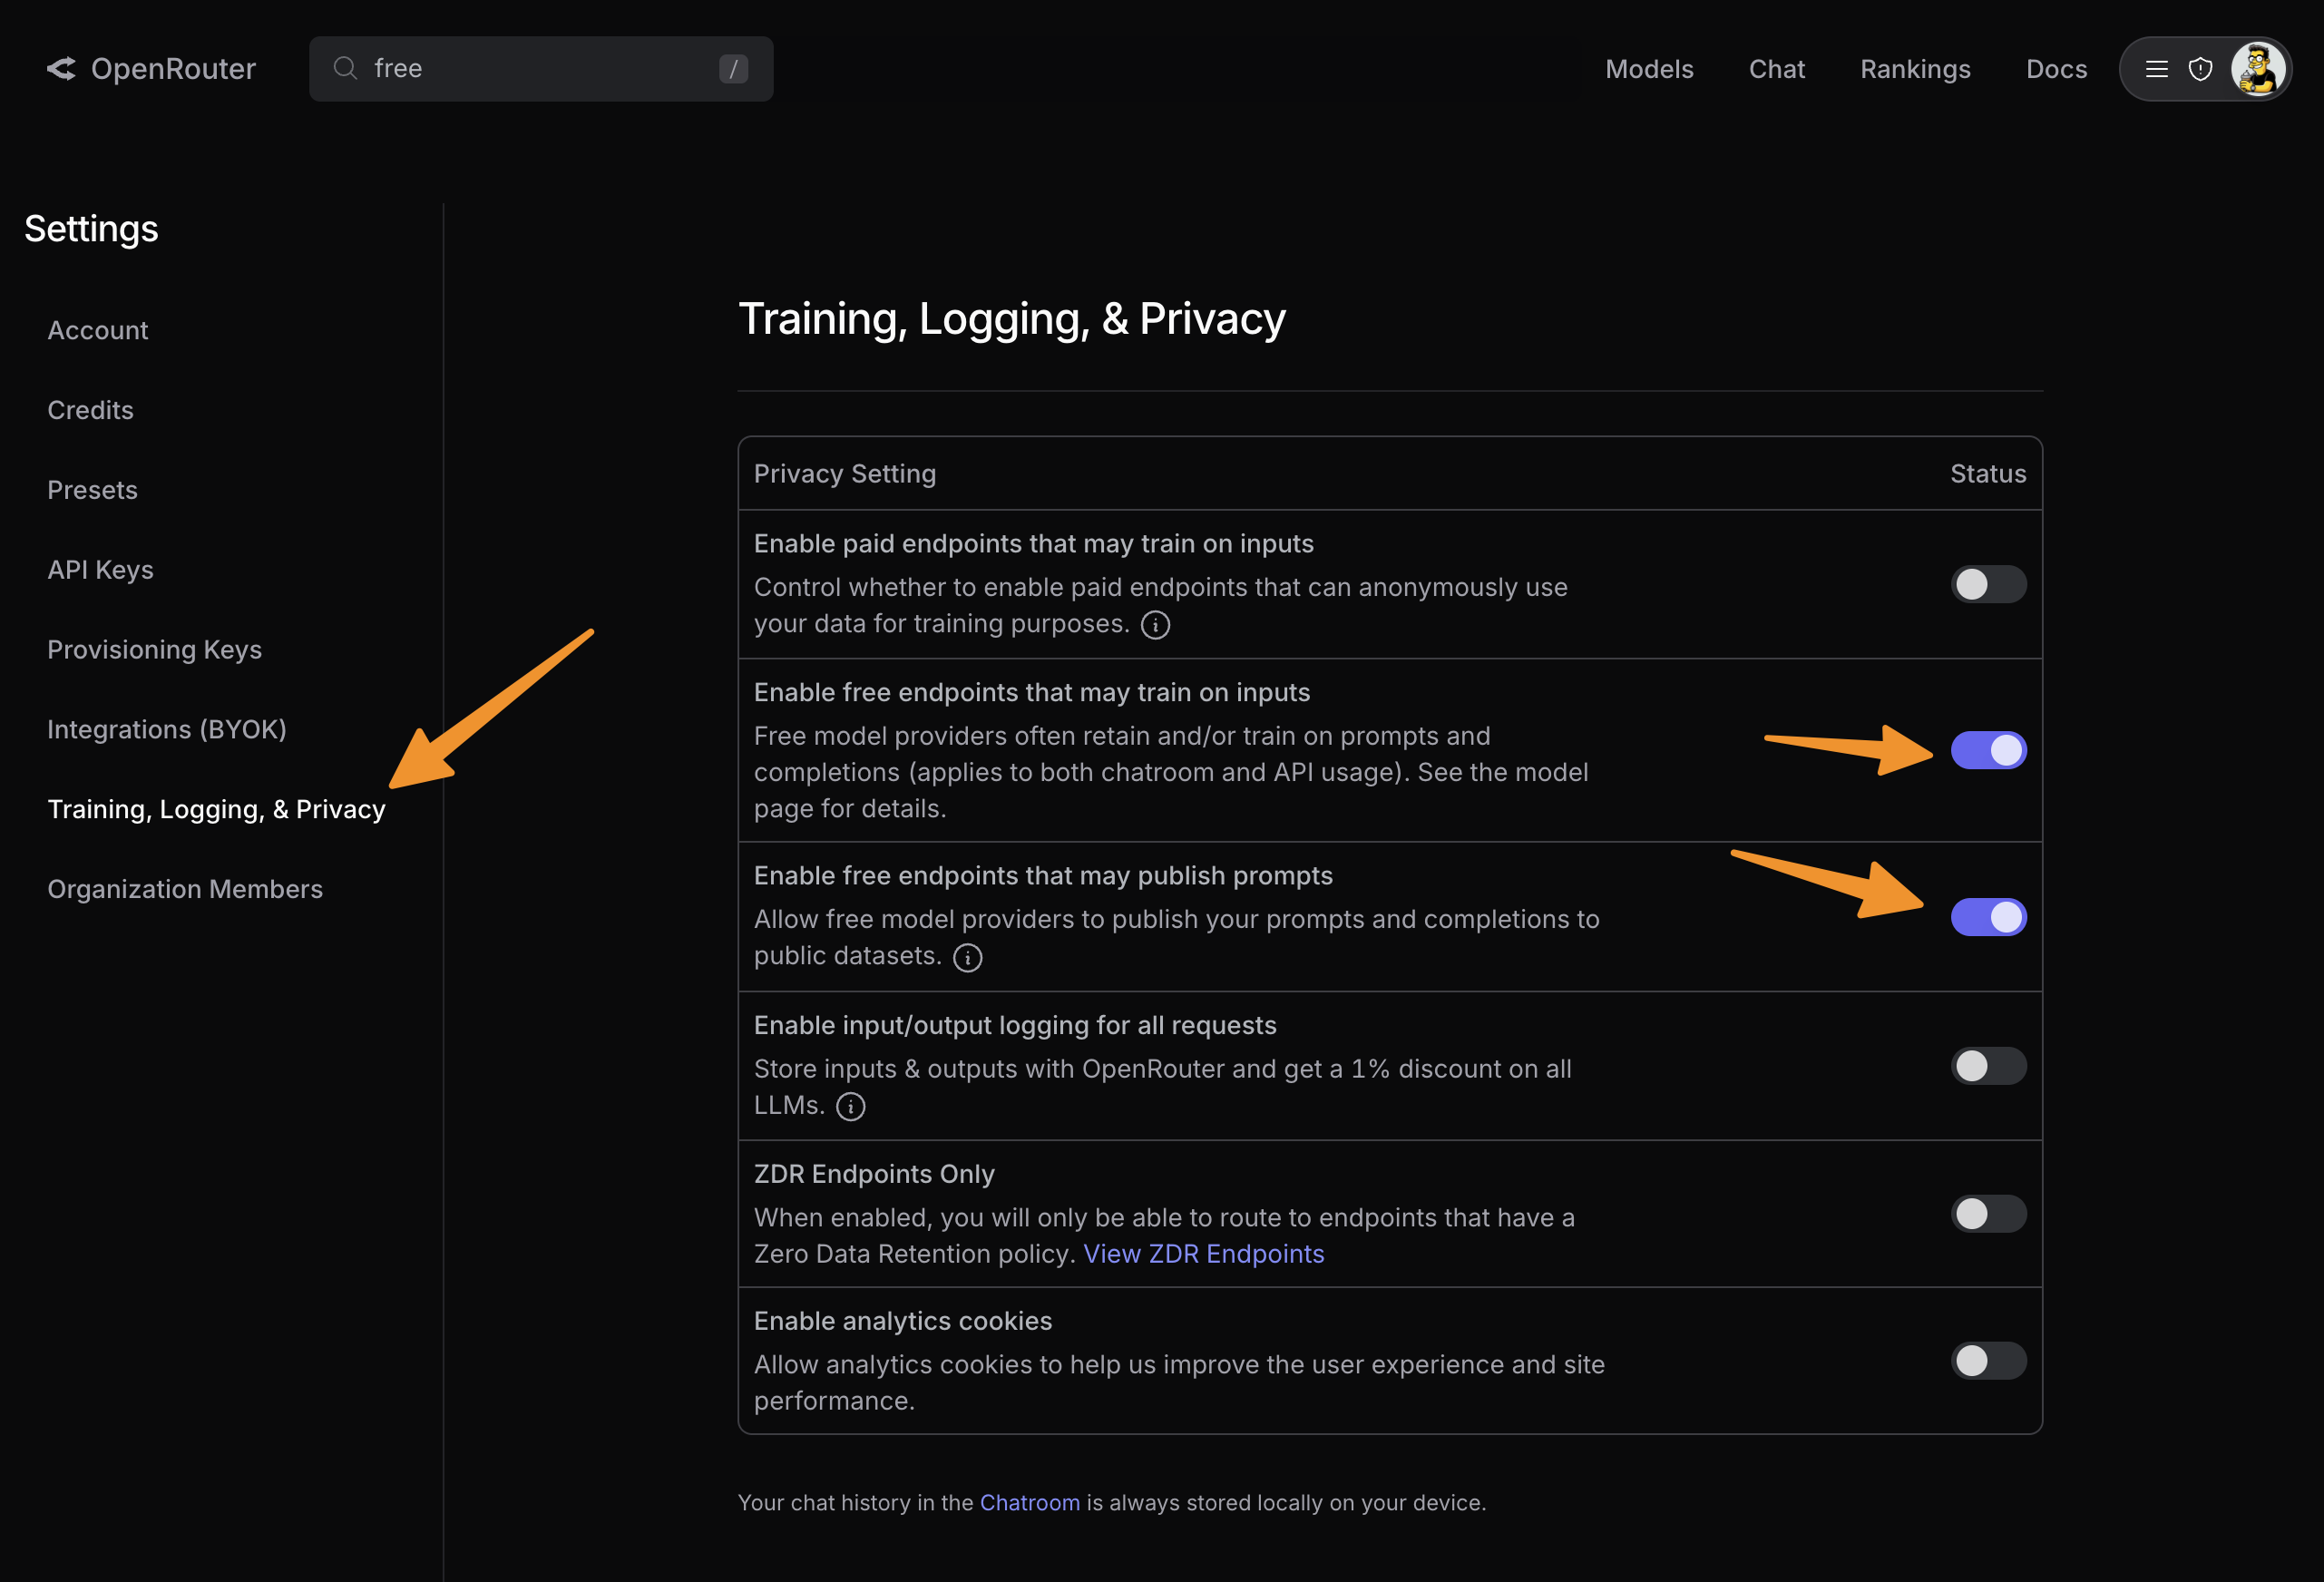 OpenRouter
free
/
Models
Chat
Rankings
Docs
Settings
Account
Credits
Presets
API Keys
Provisioning Keys
Integrations (BYOK)
Training, Logging, & Privacy
Organization Members
Training, Logging, & Privacy
Privacy Setting
Status
Enable paid endpoints that may train on inputs
Control whether to enable paid endpoints that can anonymously use
your data for training purposes.
Enable free endpoints that may train on inputs
Free model providers often retain and/or train on prompts and
completions (applies to both chatroom and API usage). See the model
page for details.
Enable free endpoints that may publish prompts
Allow free model providers to publish your prompts and completions to
public datasets.
Enable input/output logging for all requests
Store inputs & outputs with OpenRouter and get a 1% discount on all
LLMs.
ZDR Endpoints Only
When enabled, you will only be able to route to endpoints that have a
Zero Data Retention policy. View ZDR Endpoints
Enable analytics cookies
Allow analytics cookies to help us improve the user experience and site
performance.
Your chat history in the Chatroom is always stored locally on your device.